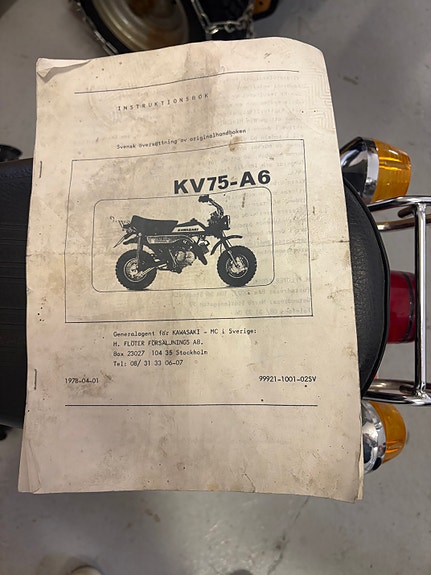 INSTRUKTIONSBOK
Svensk översättning av originalhandboken
KV75-A6
KAWASAKI
Generalagent för KAWASAKI - MC i Sverige:
M. FLÖTER FÖRSÄLJNINGS AB.
Box 23027 104 35 Stockholm
Tel: 08/ 31 33 06-07
1978-04-01
99921-1001-02SV